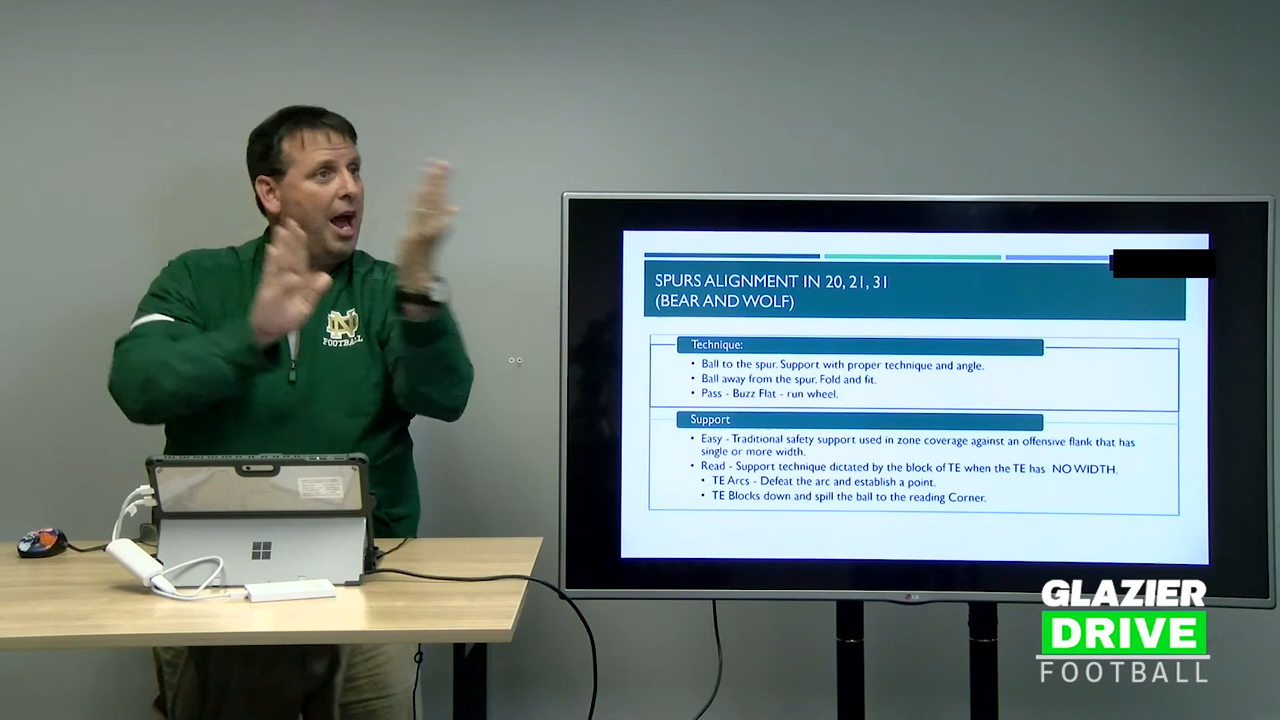 SPURS ALIGNMENT IN 20, 21, 31
(BEAR AND WOLF)
Technique:
• Ball to the spur. Support with proper technique and angle.
• Ball away from the spur. Fold and fit.
• Pass - Buzz Flat - run wheel.
Support
• Easy - Traditional safety support used in zone coverage against an offensive flank that has
single or more width.
• Read - Support technique dictated by the block of TE when the TE has NO WIDTH.
• TE Arcs - Defeat the arc and establish a point.
• TE Blocks down and spill the ball to the reading Corner.
ND
FOOTBALL
LG
GLAZIER
DRIVE
FOOTBALL